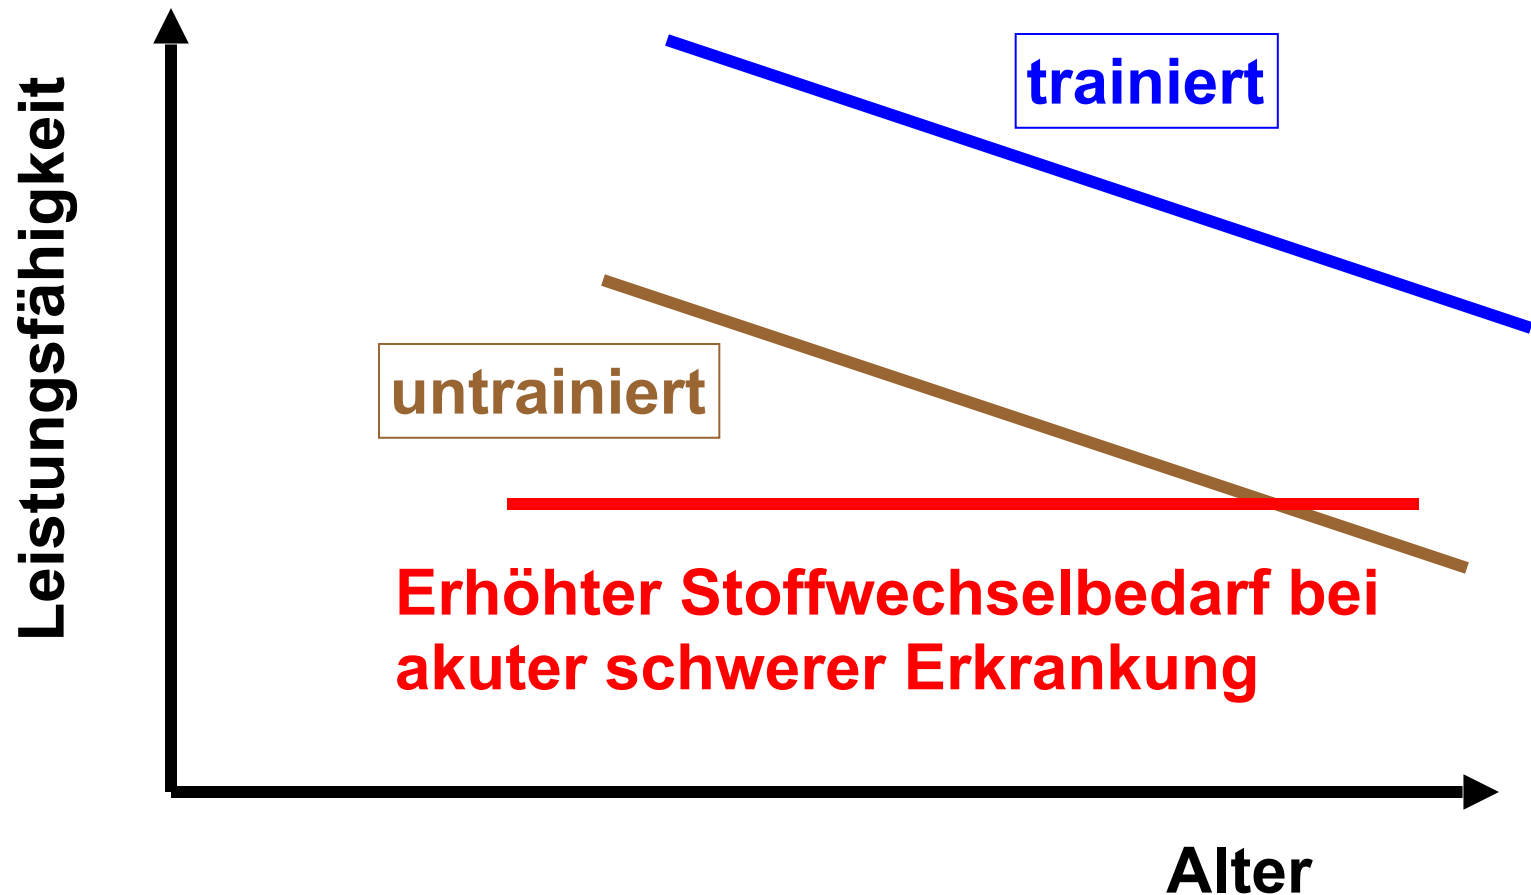 Leistungsfähigkeit
trainiert
untrainiert
Erhöhter Stoffwechselbedarf bei
akuter schwerer Erkrankung
Alter